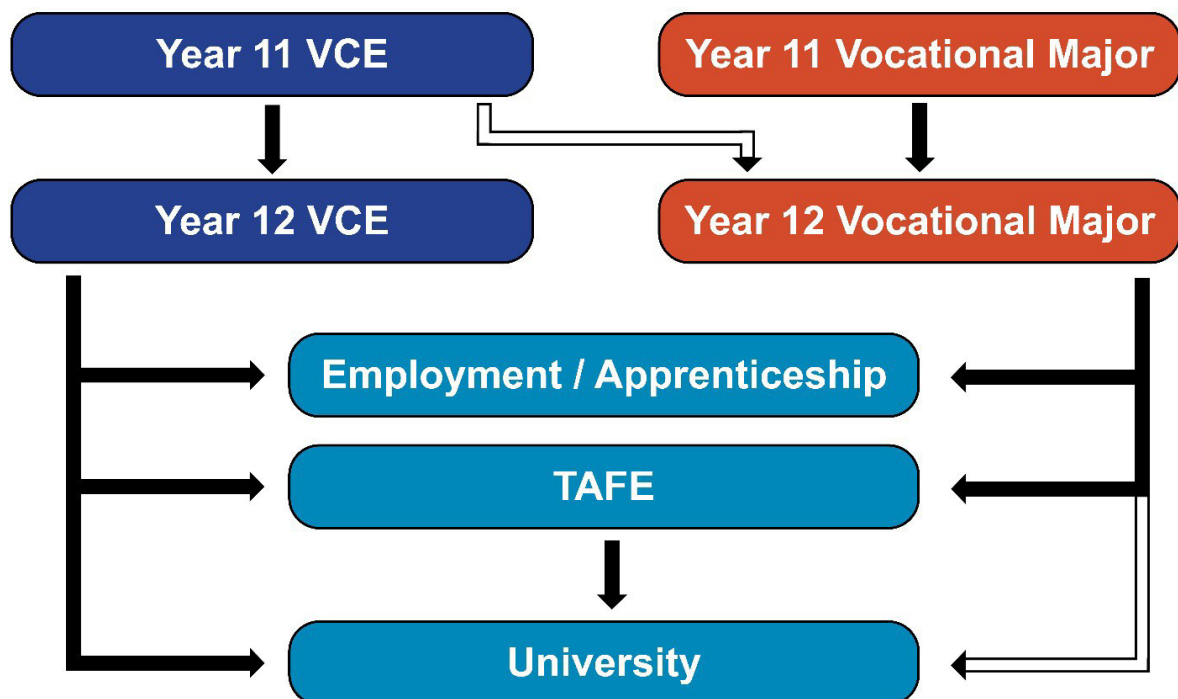 Year 11 VCE
Year 11 Vocational Major
Year 12 VCE
Year 12 Vocational Major
Employment / Apprenticeship
TAFE
University